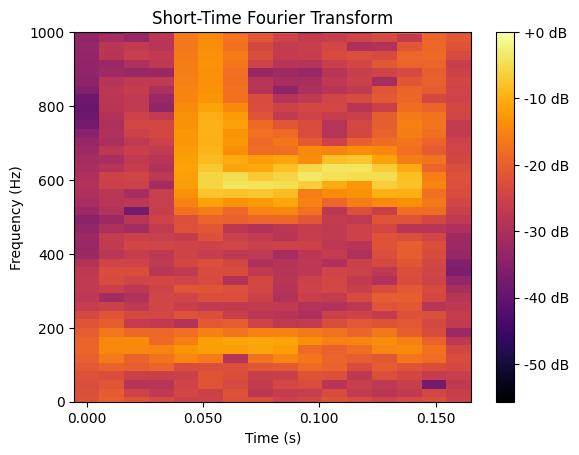 Short-Time Fourier Transform
1000
800
600
400
200
0
Frequency (Hz)
0.000
0.050
0.100
0.150
Time (s)
+0 dB
-10 dB
-20 dB
-30 dB
-40 dB
-50 dB